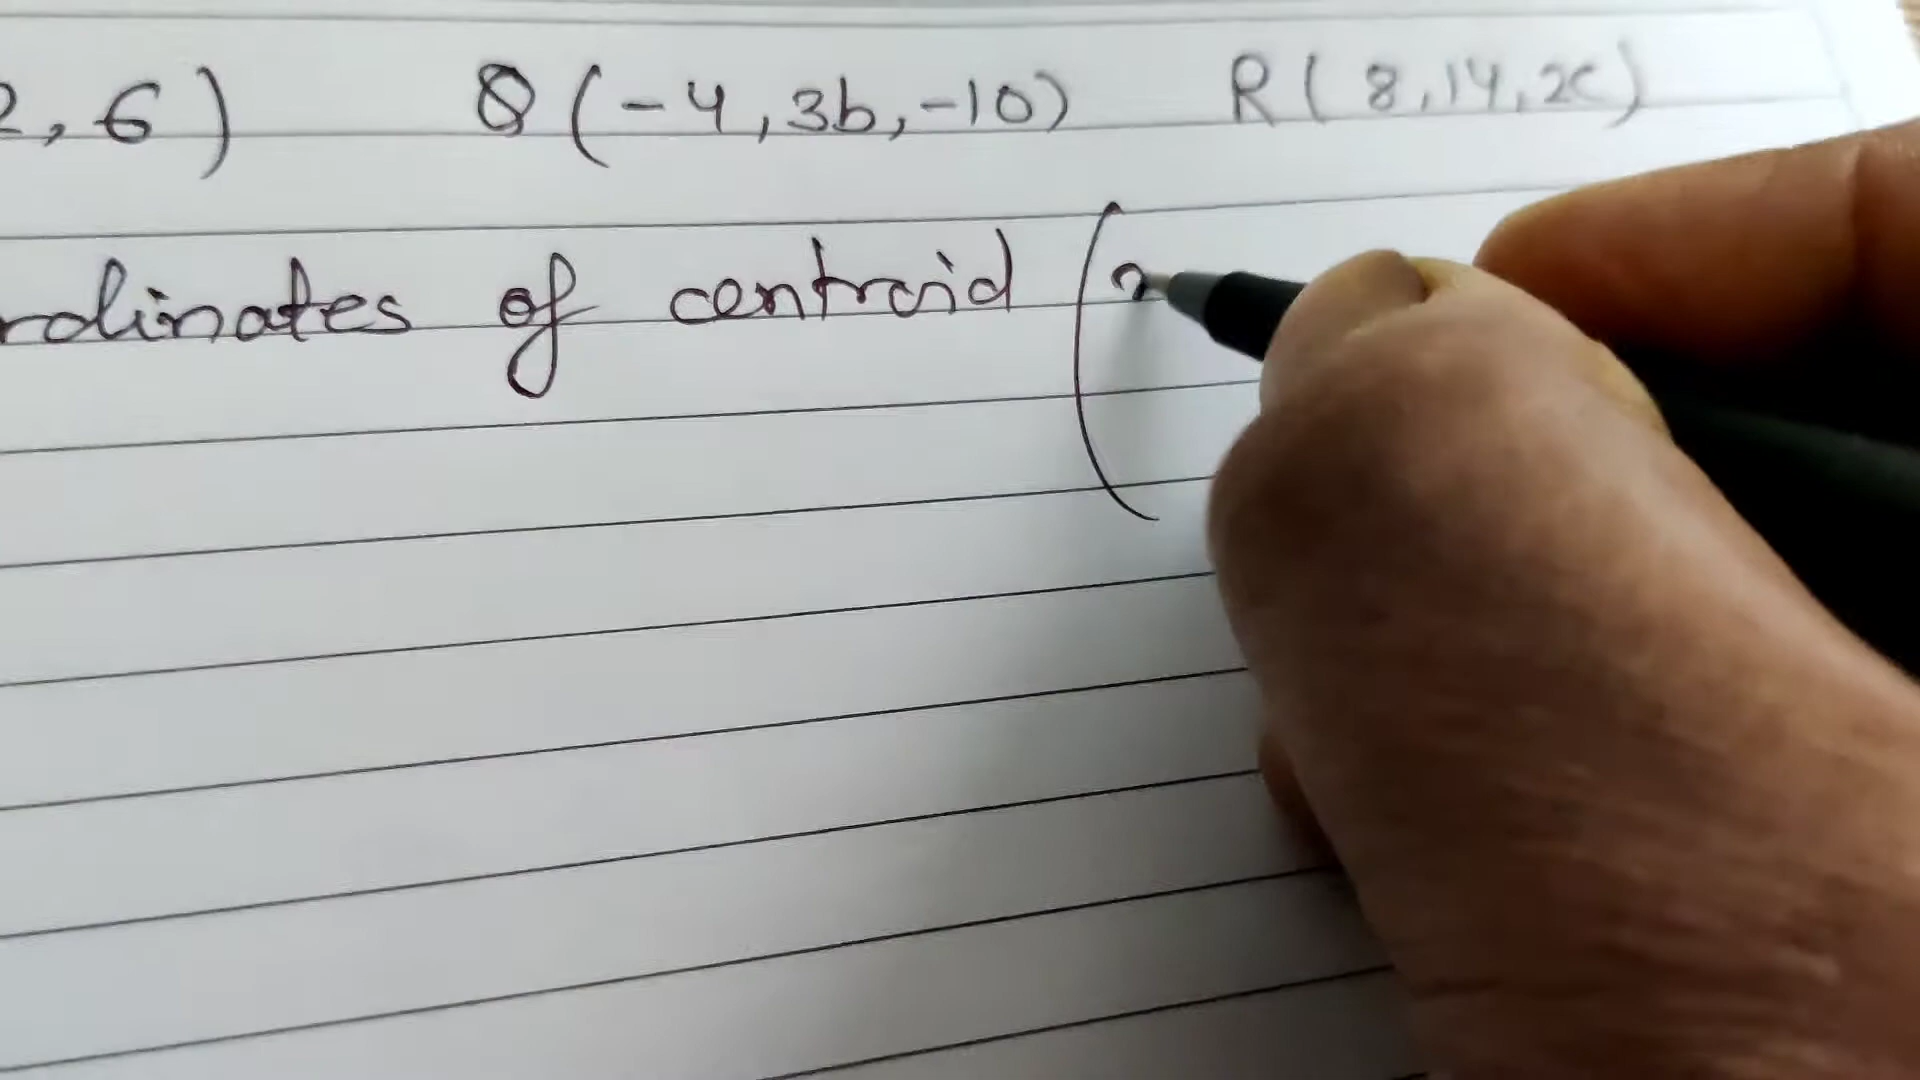 2, 6) Q (-4, 3b, -10) R ( 8, 14, 2c )
rdinates of centroid (